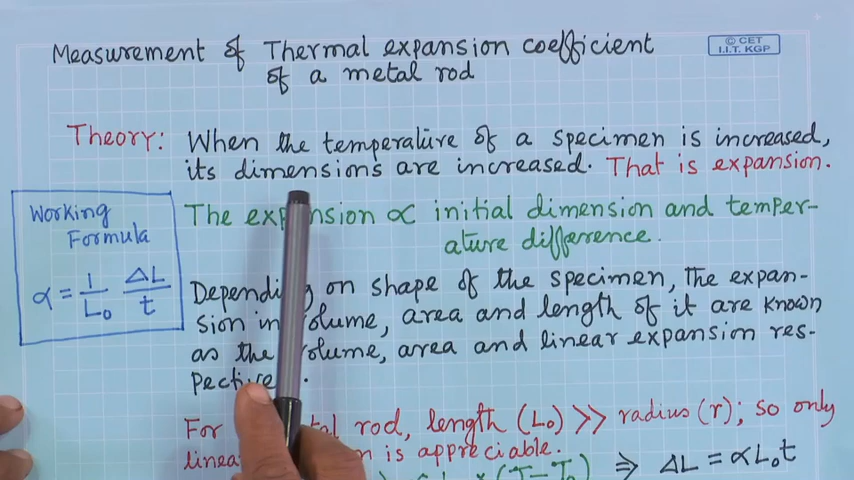 Measurement of Thermal expansion coefficient
of a metal rod
© CET
I.I.T. KGP
Theory: When the temperature of a specimen is increased,
its dimensions are increased. That is expansion.
The expansion ∝ initial dimension and temper-
ature difference.
Working
Formula
α = 1/L₀ ΔL/t
Depending on shape of the specimen, the expan-
sion in volume, area and length of it are known
as the volume, area and linear expansion res-
pective
For rod, length (L₀) >> radius (r); so only
linea is appreciable.
(T-T₀) ⇒ ΔL = αL₀t